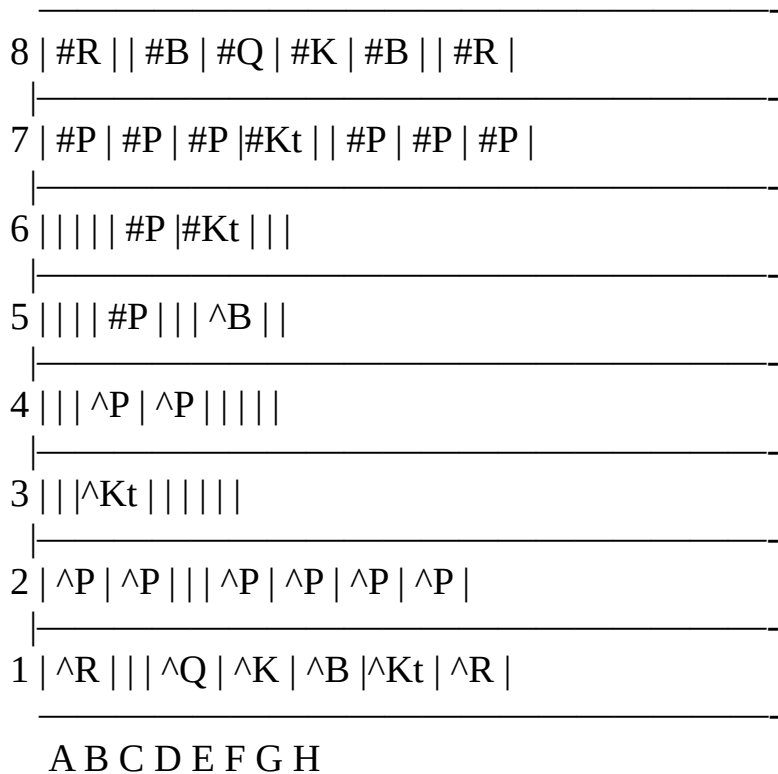 8 | #R | | #B | #Q | #K | #B | | #R |
|
7 | #P | #P | #P |#Kt | | #P | #P | #P |
|
6 | | | | | #P |#Kt | | |
|
5 | | | | #P | | | ^B | |
|
4 | | | ^P | ^P | | | | |
|
3 | | |^Kt | | | | | |
|
2 | ^P | ^P | | | ^P | ^P | ^P | ^P |
|
1 | ^R | | | ^Q | ^K | ^B |^Kt | ^R |
A B C D E F G H